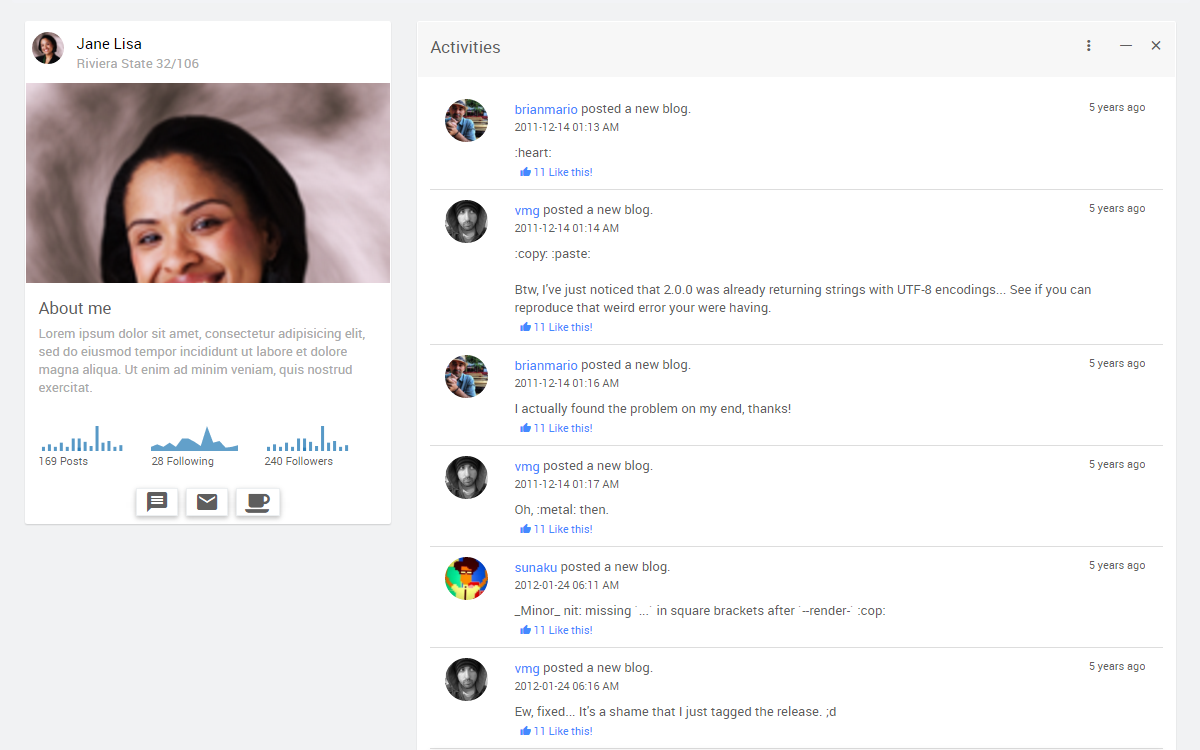 Jane Lisa
Riviera State 32/106
About me
Lorem ipsum dolor sit amet, consectetur adipisicing elit,
sed do eiusmod tempor incididunt ut labore et dolore
magna aliqua. Ut enim ad minim veniam, quis nostrud
exercitat.
169 Posts
28 Following
240 Followers
Activities
brianmario posted a new blog.
5 years ago
2011-12-14 01:13 AM
:heart:
11 Like this!
vmg posted a new blog.
5 years ago
2011-12-14 01:14 AM
:copy: :paste:
Btw, I've just noticed that 2.0.0 was already returning strings with UTF-8 encodings... See if you can
reproduce that weird error your were having.
11 Like this!
brianmario posted a new blog.
5 years ago
2011-12-14 01:16 AM
I actually found the problem on my end, thanks!
11 Like this!
vmg posted a new blog.
5 years ago
2011-12-14 01:17 AM
Oh, :metal: then.
11 Like this!
sunaku posted a new blog.
5 years ago
2012-01-24 06:11 AM
_Minor_ nit: missing `...` in square brackets after `--render-` :cop:
11 Like this!
vmg posted a new blog.
5 years ago
2012-01-24 06:16 AM
Ew, fixed... It's a shame that I just tagged the release. ;d
11 Like this!